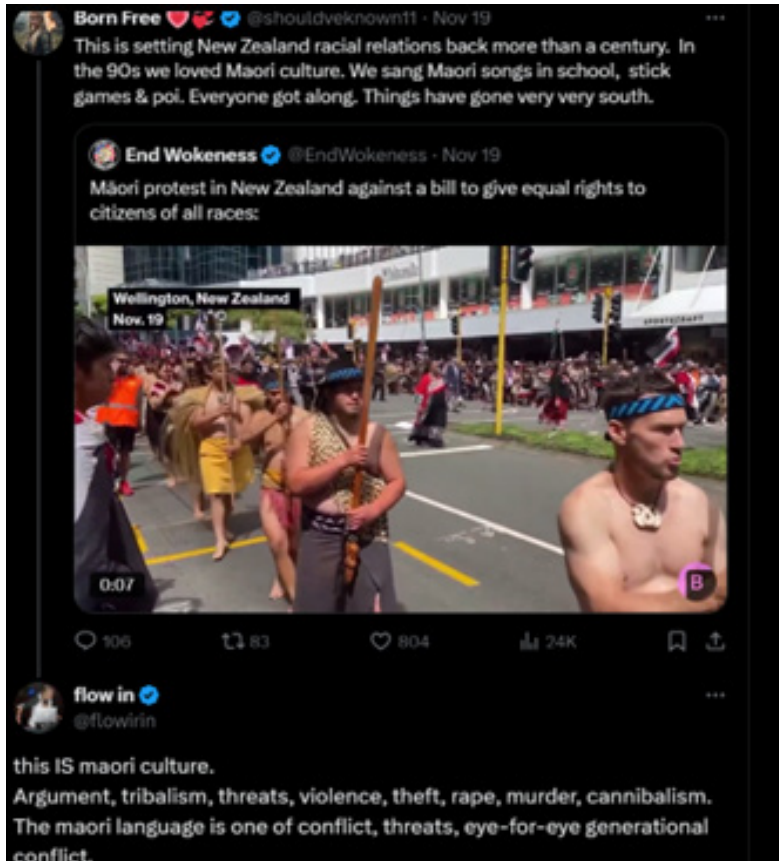 Born Free @shouldveknown11 · Nov 19
This is setting New Zealand racial relations back more than a century. In
the 90s we loved Maori culture. We sang Maori songs in school, stick
games & poi. Everyone got along. Things have gone very very south.
End Wokeness @EndWokeness · Nov 19
Māori protest in New Zealand against a bill to give equal rights to
citizens of all races:
Wellington, New Zealand
Nov. 19
0:07
B
106 83 804 24K
flow in
@flowirin
this IS maori culture.
Argument, tribalism, threats, violence, theft, rape, murder, cannibalism.
The maori language is one of conflict, threats, eye-for-eye generational
conflict.